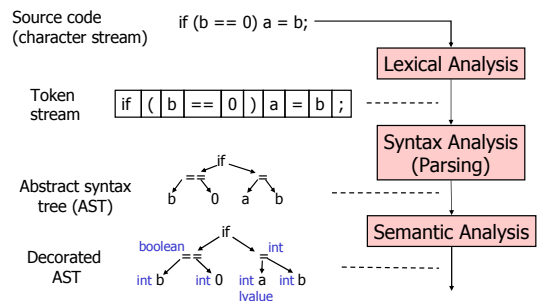 Source code
(character stream)
if (b == 0) a = b;
Lexical Analysis
Token
stream
if ( b == 0 ) a = b ;
Syntax Analysis
(Parsing)
Abstract syntax
tree (AST)
if
== =
b 0 a b
Semantic Analysis
Decorated
AST
if
boolean == = int
int b int 0 int a int b
lvalue